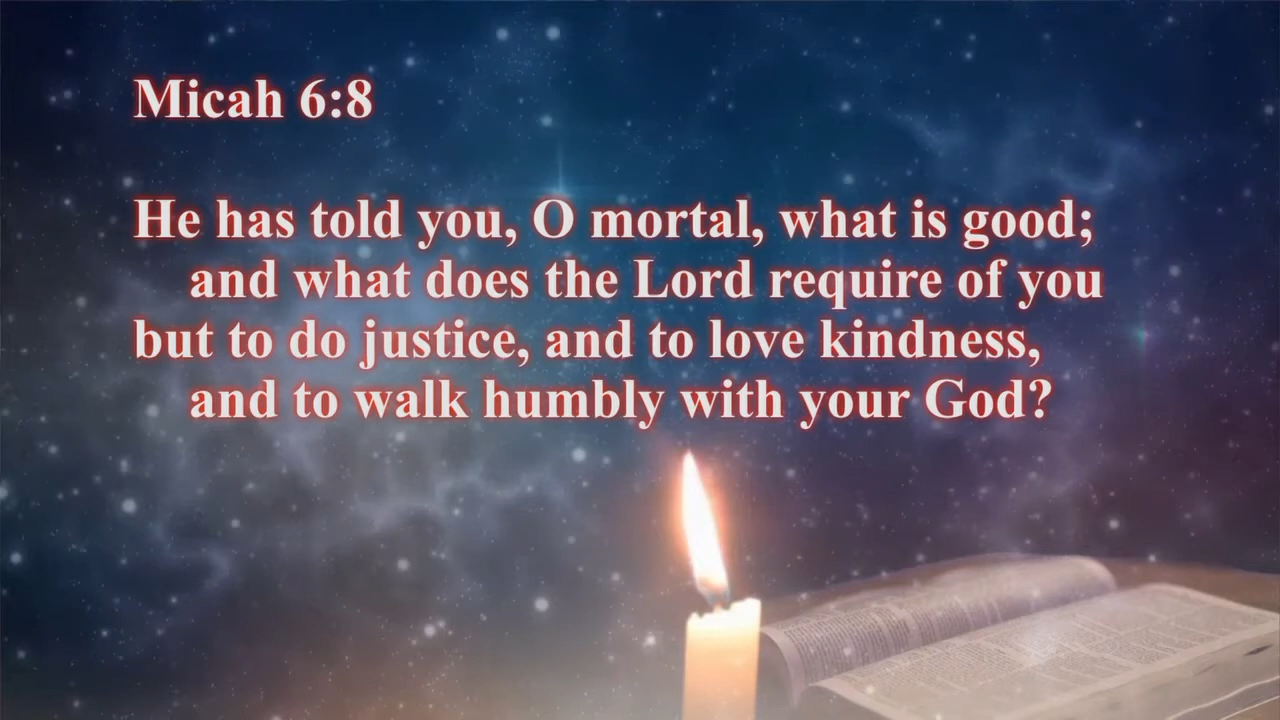 Micah 6:8
He has told you, O mortal, what is good;
and what does the Lord require of you
but to do justice, and to love kindness,
and to walk humbly with your God?